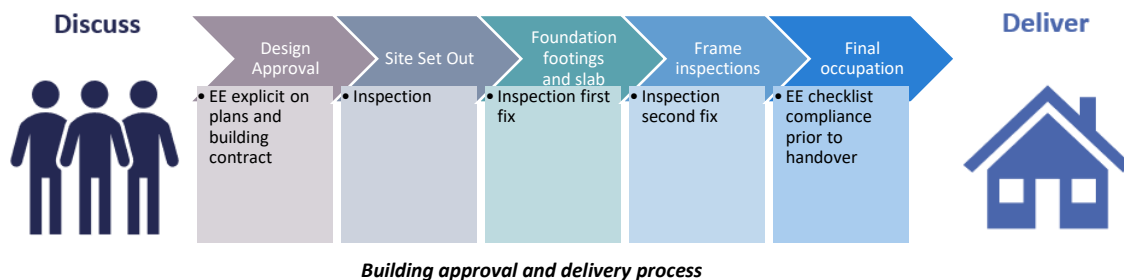 Discuss
Deliver
Design
Approval
Site Set Out
Foundation
footings
and slab
Frame
inspections
Final
occupation
• EE explicit on
plans and
building
contract
• Inspection
• Inspection first
fix
• Inspection
second fix
• EE checklist
compliance
prior to
handover
Building approval and delivery process